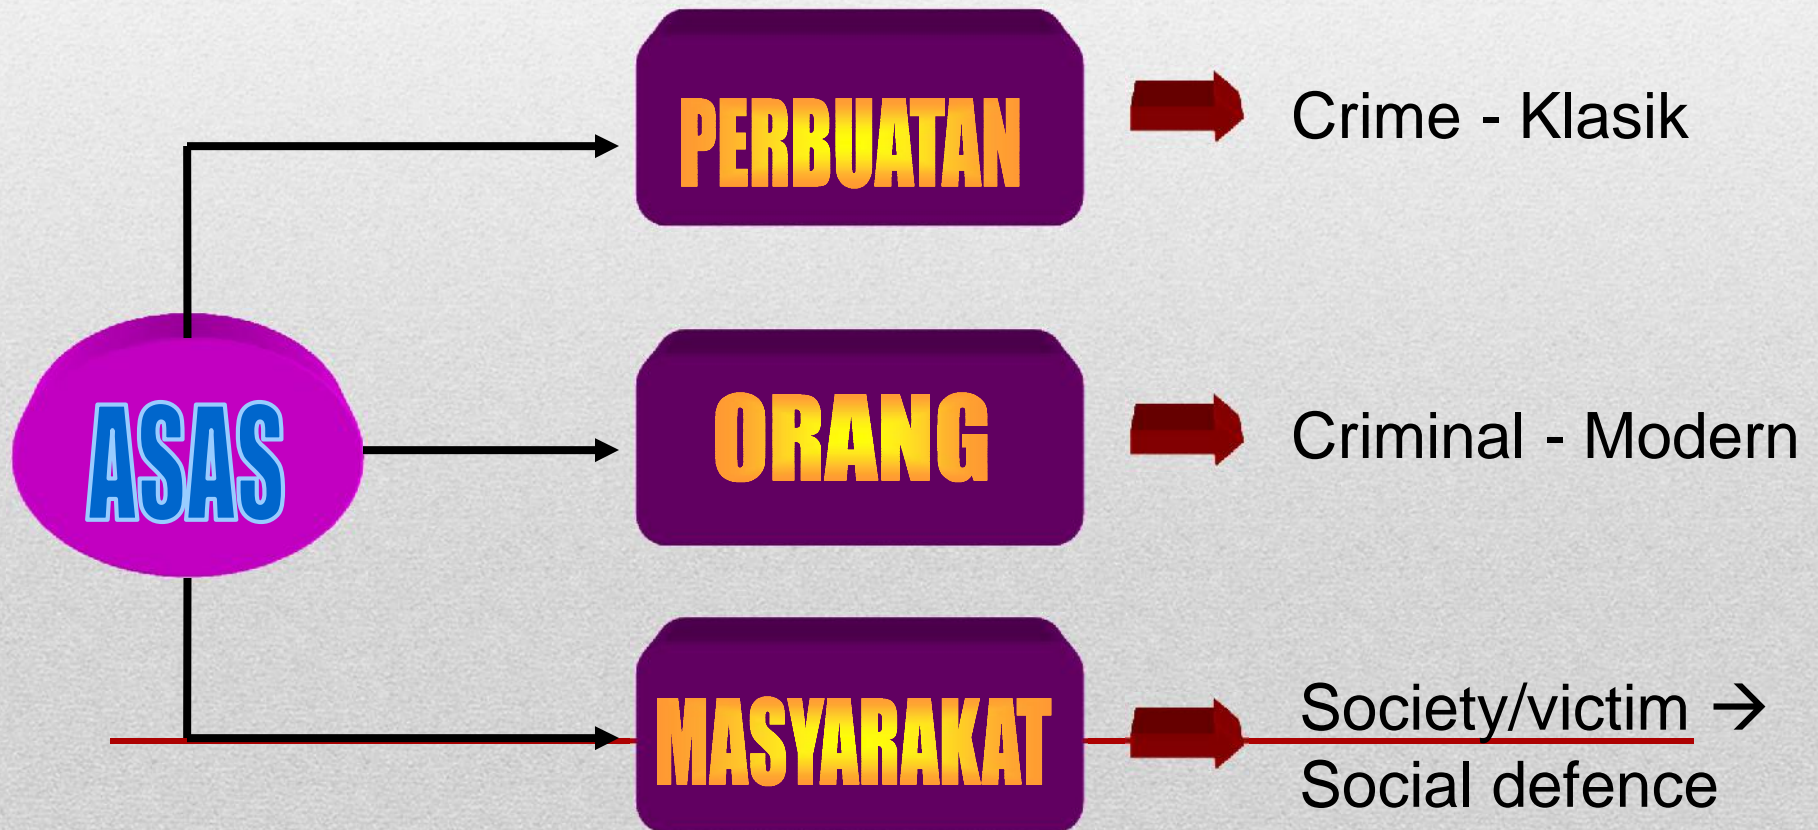 PERBUATAN
Crime - Klasik
ASAS
ORANG
Criminal - Modern
MASYARAKAT
Society/victim →
Social defence